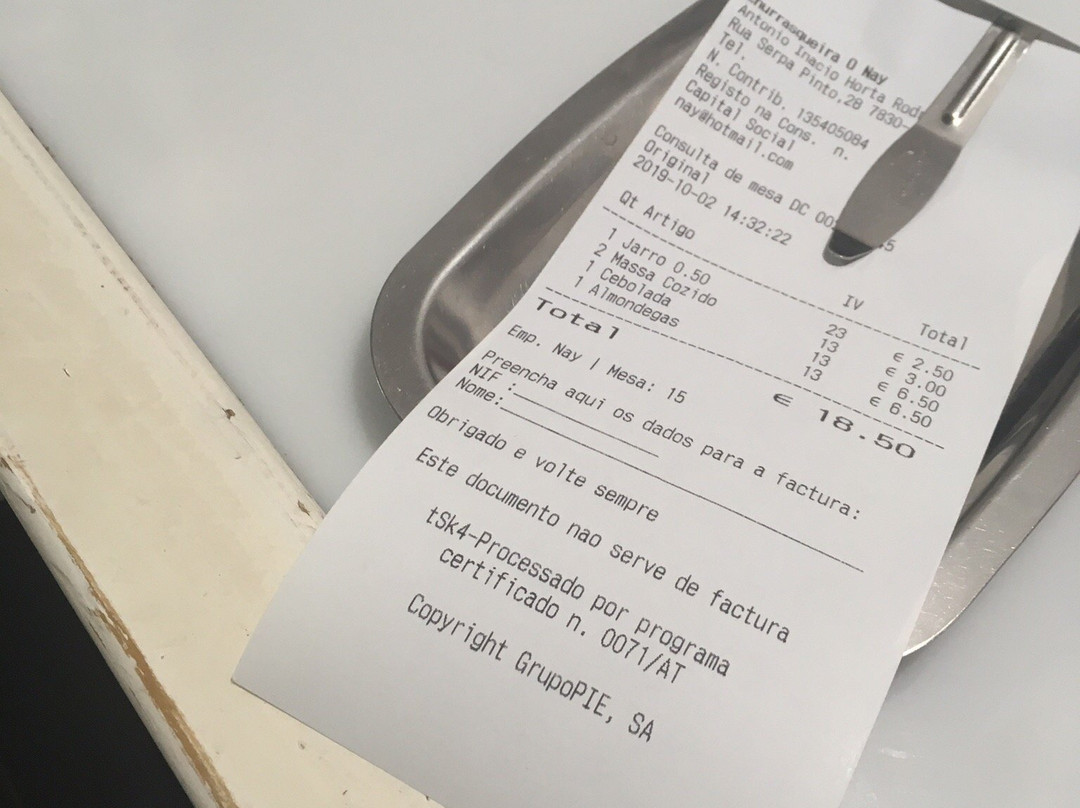 Churrasqueira O Nay
Antonio Inacio Horta
Rua Serpa Pinto,28 7830-
Tel.
N. Contrib. 135405084
Registo na Cons. n.
Capital Social
nay@hotmail.com
Consulta de mesa DC
Original
2019-10-02 14:32:22
Qt Artigo IV Total
1 Jarro 0.50 23 € 2.50
2 Massa Cozido 13 € 3.00
1 Cebolada 13 € 6.50
1 Almondegas 13 € 6.50
Total € 18.50
Emp. Nay | Mesa: 15
Preencha aqui os dados para a factura:
NIF :
Nome:
Obrigado e volte sempre
Este documento nao serve de factura
tSk4-Processado por programa
certificado n. 0071/AT
Copyright GrupoPIE, SA